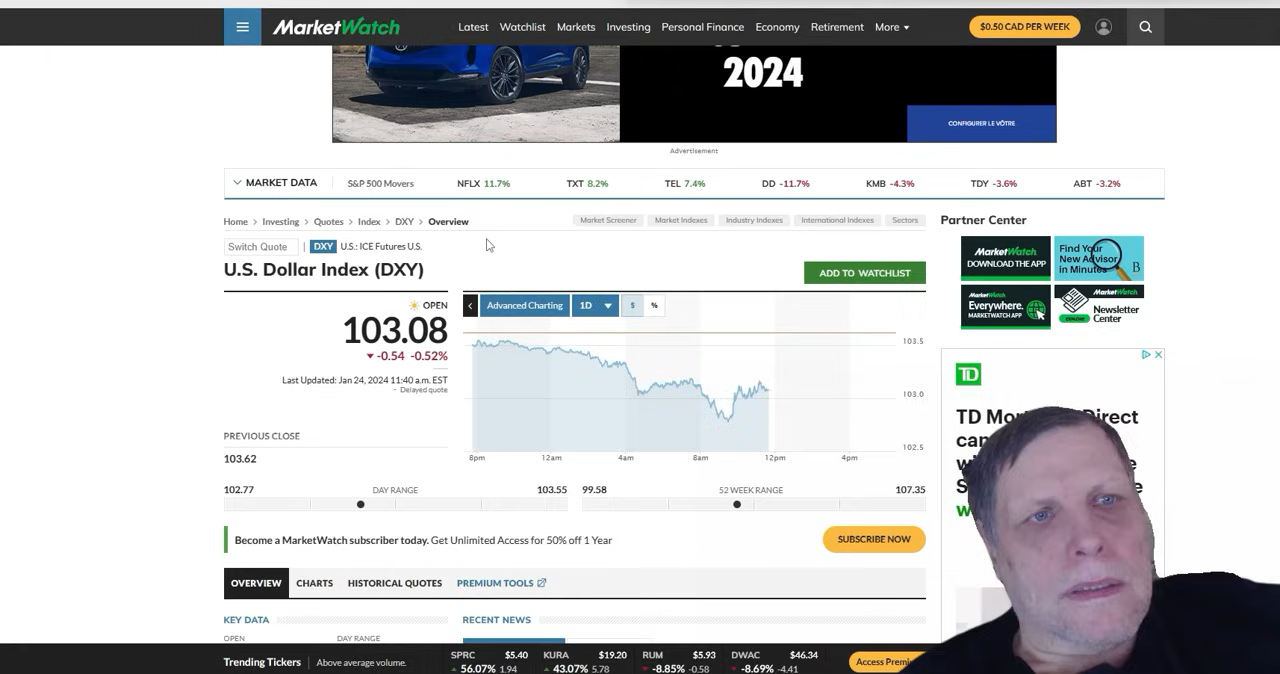 MarketWatch
Latest Watchlist Markets Investing Personal Finance Economy Retirement More
$0.50 CAD PER WEEK
2024
CONFIGURER LE VÔTRE
Advertisement
MARKET DATA
S&P 500 Movers NFLX 11.7% TXT 8.2% TEL 7.4% DD -11.7% KMB -4.3% TDY -3.6% ABT -3.2%
Home > Investing > Quotes > Index > DXY > Overview
Market Screener Market Indexes Industry Indexes International Indexes Sectors
Partner Center
Switch Quote | DXY U.S.: ICE Futures U.S.
U.S. Dollar Index (DXY)
ADD TO WATCHLIST
MarketWatch
DOWNLOAD THE APP
Find Your
New Advisor
in Minutes
B
MarketWatch
Everywhere.
MARKETWATCH APP
MarketWatch
Newsletter
Center
OPEN
103.08
-0.54 -0.52%
Last Updated: Jan 24, 2024 11:40 a.m. EST
- Delayed quote
PREVIOUS CLOSE
103.62
Advanced Charting 1D $ %
103.5
103.0
102.5
8pm 12am 4am 8am 12pm 4pm
102.77 DAY RANGE 103.55
99.58 52 WEEK RANGE 107.35
TD
TD Direct
Become a MarketWatch subscriber today. Get Unlimited Access for 50% off 1 Year
SUBSCRIBE NOW
OVERVIEW CHARTS HISTORICAL QUOTES PREMIUM TOOLS
KEY DATA
RECENT NEWS
OPEN DAY RANGE
Trending Tickers | Above average volume.
SPRC $5.40
56.07% 1.94
KURA $19.20
43.07% 5.78
RUM $5.93
-8.85% -0.58
DWAC $46.34
-8.69% -4.41
Access